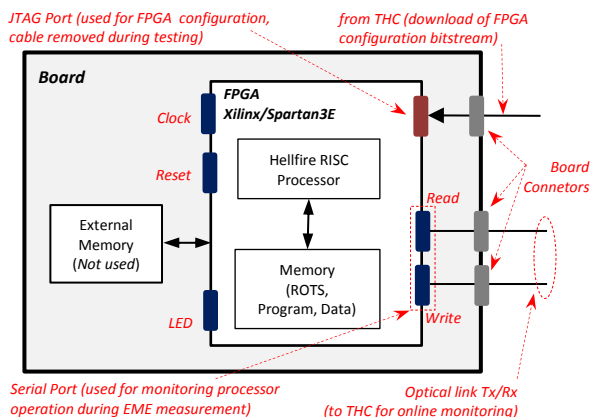 JTAG Port (used for FPGA configuration,
cable removed during testing)
from THC (download of FPGA
configuration bitstream)
Board
FPGA
Xilinx/Spartan3E
Clock
Hellfire RISC
Processor
Reset
Board
Connetors
Read
External
Memory
(Not used)
Memory
(ROTS,
Program, Data)
LED
Write
Serial Port (used for monitoring processor
operation during EME measurement)
Optical link Tx/Rx
(to THC for online monitoring)